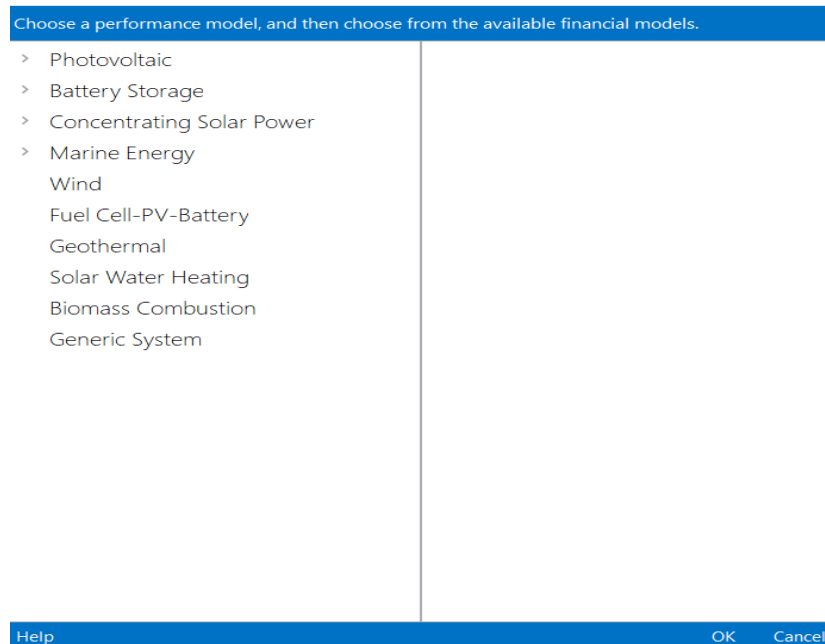 Choose a performance model, and then choose from the available financial models.
> Photovoltaic
> Battery Storage
> Concentrating Solar Power
> Marine Energy
Wind
Fuel Cell-PV-Battery
Geothermal
Solar Water Heating
Biomass Combustion
Generic System
Help OK Cancel